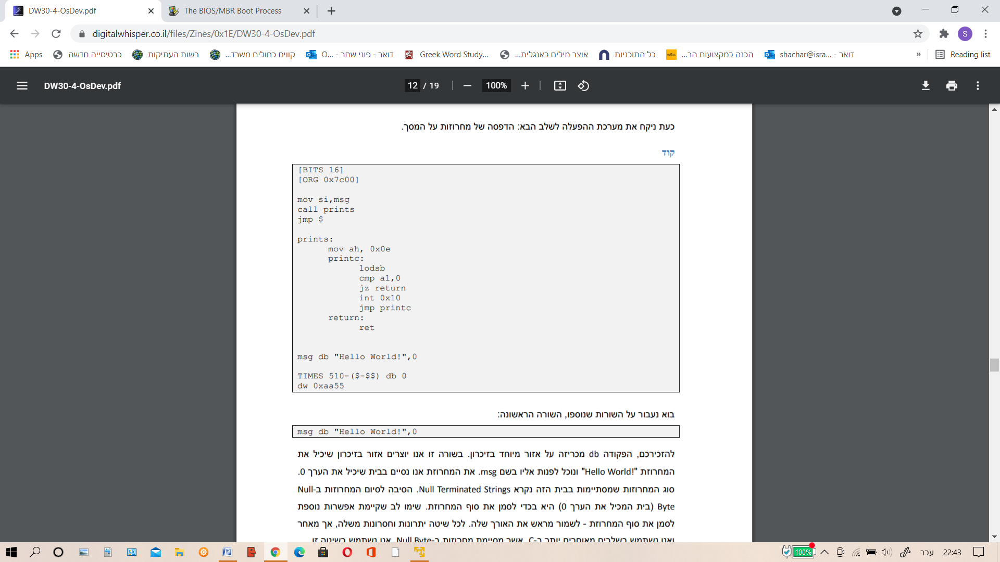 DW30-4-OsDev.pdf
The BIOS/MBR Boot Process
digitalwhisper.co.il/files/Zines/0x1E/DW30-4-OsDev.pdf
Apps
כרטיסייה חדשה
רשות העתיקות
קווים כחולים משרד...
דואר - פוני שחר - O...
Greek Word Study...
אוצר מילים באנגלית...
כל התוכניות
הכנה במקצועות הר...
דואר - shachar@isra...
»
Reading list
DW30-4-OsDev.pdf
12 / 19
100%
כעת ניקח את מערכת ההפעלה לשלב הבא: הדפסה של מחרוזות על המסך.
קוד
[BITS 16]
[ORG 0x7c00]
mov si,msg
call prints
jmp $
prints:
mov ah, 0x0e
printc:
lodsb
cmp al,0
jz return
int 0x10
jmp printc
return:
ret
msg db "Hello World!",0
TIMES 510-($-$$) db 0
dw 0xaa55
בוא נעבור על השורות שנוספו, השורה הראשונה:
msg db "Hello World!",0
להזכירכם, הפקודה db מכריזה על אזור מיוחד בזיכרון. בשורה זו אנו יוצרים אזור בזיכרון שיכיל את
המחרוזת "Hello World!" ונוכל לפנות אליו בשם msg. את המחרוזת אנו נסיים בבית שיכיל את הערך 0.
סוג המחרוזות שמסתיימות בבית הזה נקרא Null Terminated Strings. הסיבה לסיום המחרוזות ב-Null
Byte (בית המכיל את הערך 0) היא בכדי לסמן את סוף המחרוזת. שימו לב שקיימת אפשרות נוספת
לסמן את סוף המחרוזת - לשמור מראש את האורך שלה. לכל שיטה יתרונות וחסרונות משלה, אך מאחר
ואנו נשתמש בשלבים מאוחרים יותר ב-C, אשר מסיימת מחרוזות ב-Null Byte, אנו נשתמש בשיטה זו
S
100%
עבר
22:43